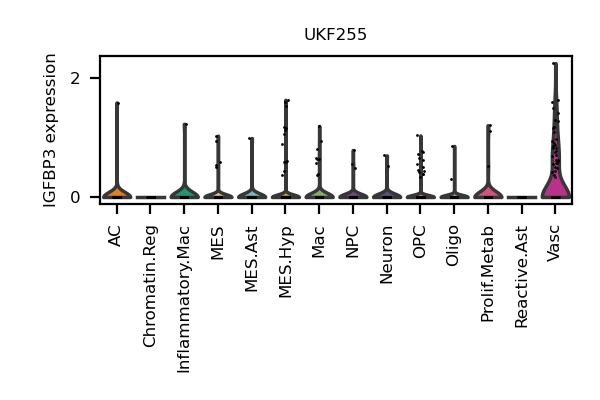 UKF255
IGFBP3 expression
2
0
AC
Chromatin.Reg
Inflammatory.Mac
MES
MES.Ast
MES.Hyp
Mac
NPC
Neuron
OPC
Oligo
Prolif.Metab
Reactive.Ast
Vasc